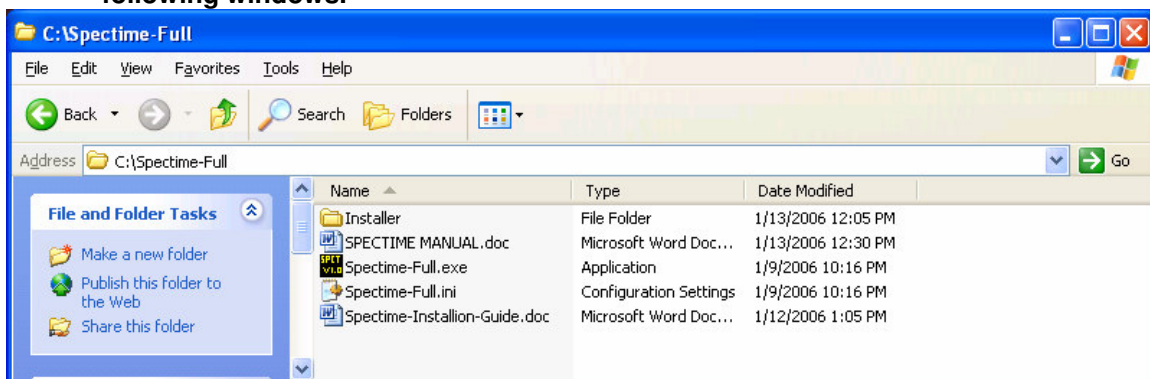 following windows.
C:\Spectime-Full
File Edit View Favorites Tools Help
Back Search Folders
Address C:\Spectime-Full Go
Name Type Date Modified
File and Folder Tasks
Make a new folder
Publish this folder to
the Web
Share this folder
Installer File Folder 1/13/2006 12:05 PM
SPECTIME MANUAL.doc Microsoft Word Doc... 1/13/2006 12:30 PM
SPCT
V1.0
Spectime-Full.exe Application 1/9/2006 10:16 PM
Spectime-Full.ini Configuration Settings 1/9/2006 10:16 PM
Spectime-Installion-Guide.doc Microsoft Word Doc... 1/12/2006 1:05 PM